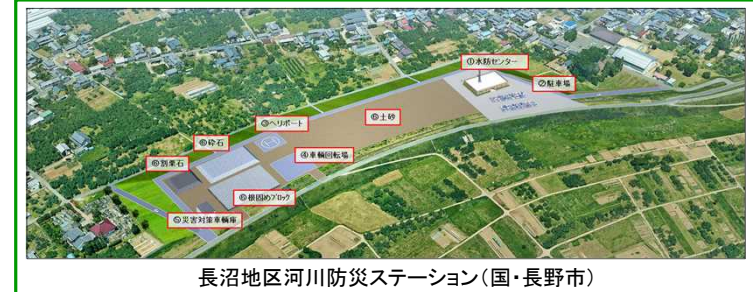 ①水防センター
②駐車場
③ヘリポート
⑥土砂
⑥砕石
④車輌回転場
⑥割栗石
⑥根固めブロック
⑤災害対策車輌庫
長沼地区河川防災ステーション（国・長野市）